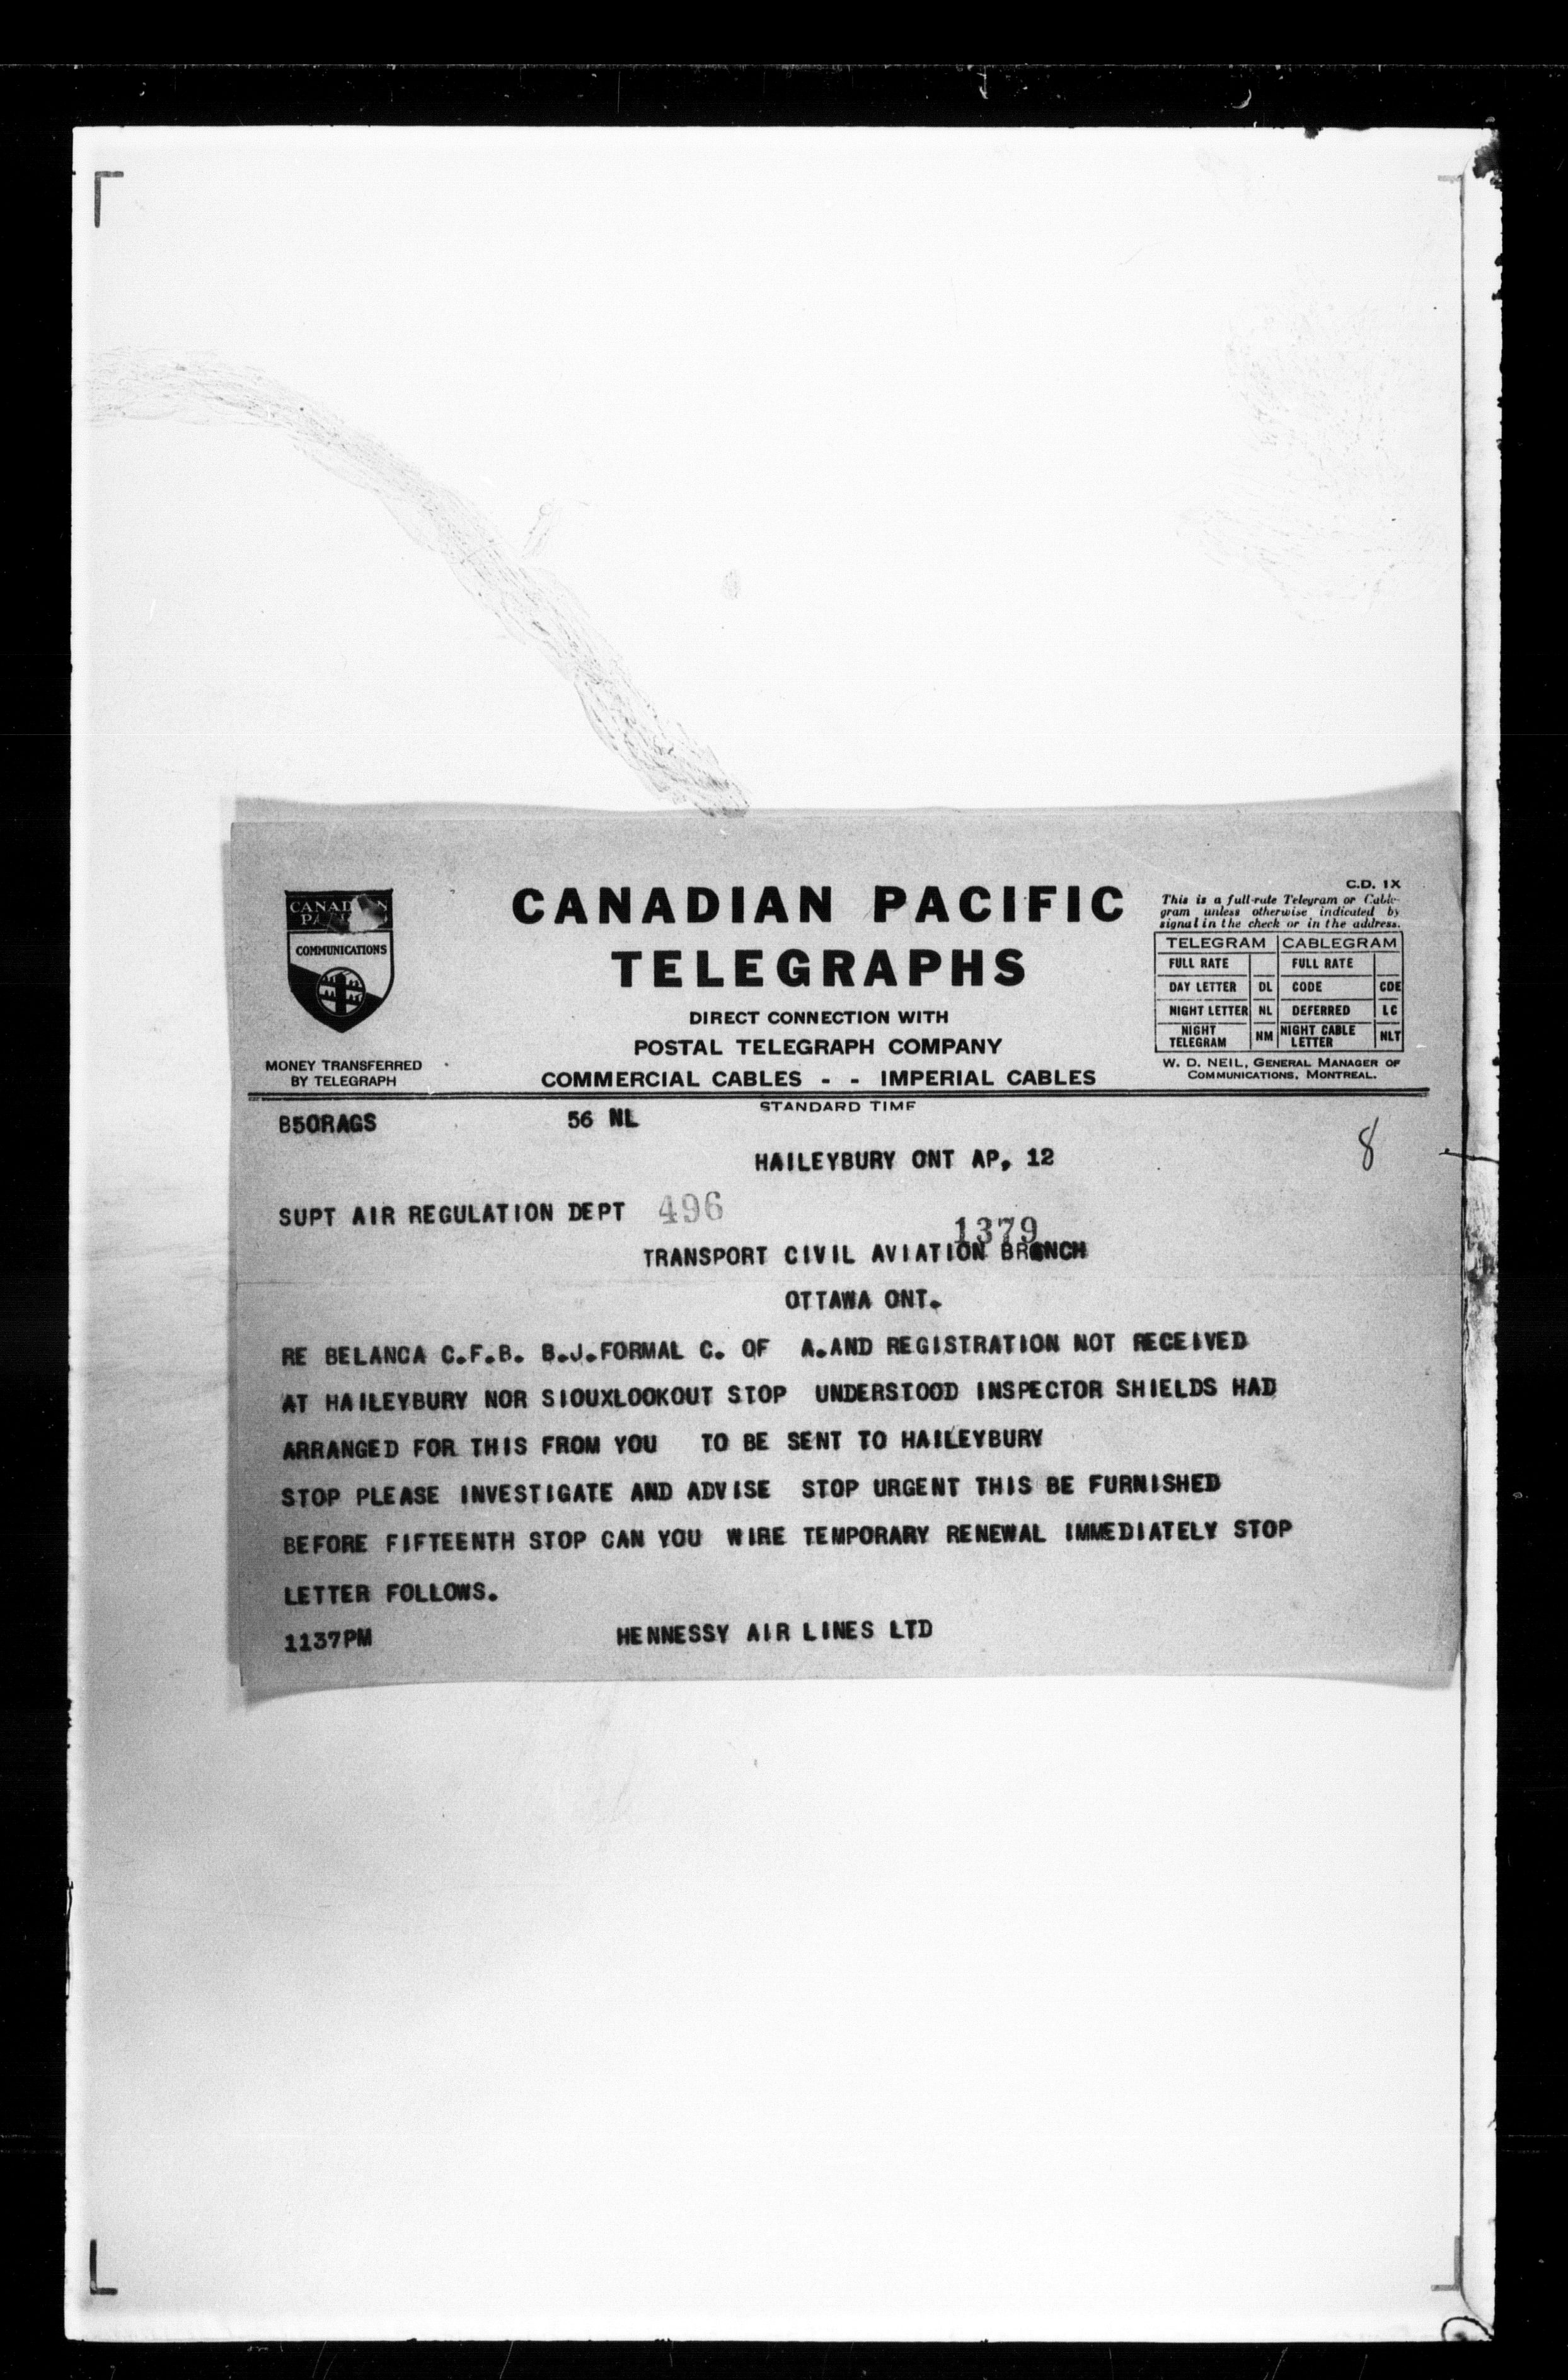 CANADIAN PACIFIC
TELEGRAPHS
DIRECT CONNECTION WITH
POSTAL TELEGRAPH COMPANY
COMMERCIAL CABLES - - IMPERIAL CABLES
STANDARD TIME
CANADIAN
COMMUNICATIONS
MONEY TRANSFERRED
BY TELEGRAPH
C.D. 1X
This is a full-rate Telegram or Cable-
gram unless otherwise indicated by
signal in the check or in the address.
TELEGRAM CABLEGRAM
FULL RATE FULL RATE
DAY LETTER DL CODE CDE
NIGHT LETTER NL DEFERRED LC
NIGHT TELEGRAM NM NIGHT CABLE LETTER NLT
W. D. NEIL, GENERAL MANAGER OF
COMMUNICATIONS, MONTREAL.
B50RAGS 56 NL
8
HAILEYBURY ONT AP, 12
SUPT AIR REGULATION DEPT 496
1379
TRANSPORT CIVIL AVIATION BRANCH
OTTAWA ONT.
RE BELANCA C.F.B. B.J.FORMAL C. OF A.AND REGISTRATION NOT RECEIVED
AT HAILEYBURY NOR SIOUXLOOKOUT STOP UNDERSTOOD INSPECTOR SHIELDS HAD
ARRANGED FOR THIS FROM YOU TO BE SENT TO HAILEYBURY
STOP PLEASE INVESTIGATE AND ADVISE STOP URGENT THIS BE FURNISHED
BEFORE FIFTEENTH STOP CAN YOU WIRE TEMPORARY RENEWAL IMMEDIATELY STOP
LETTER FOLLOWS.
1137PM HENNESSY AIR LINES LTD